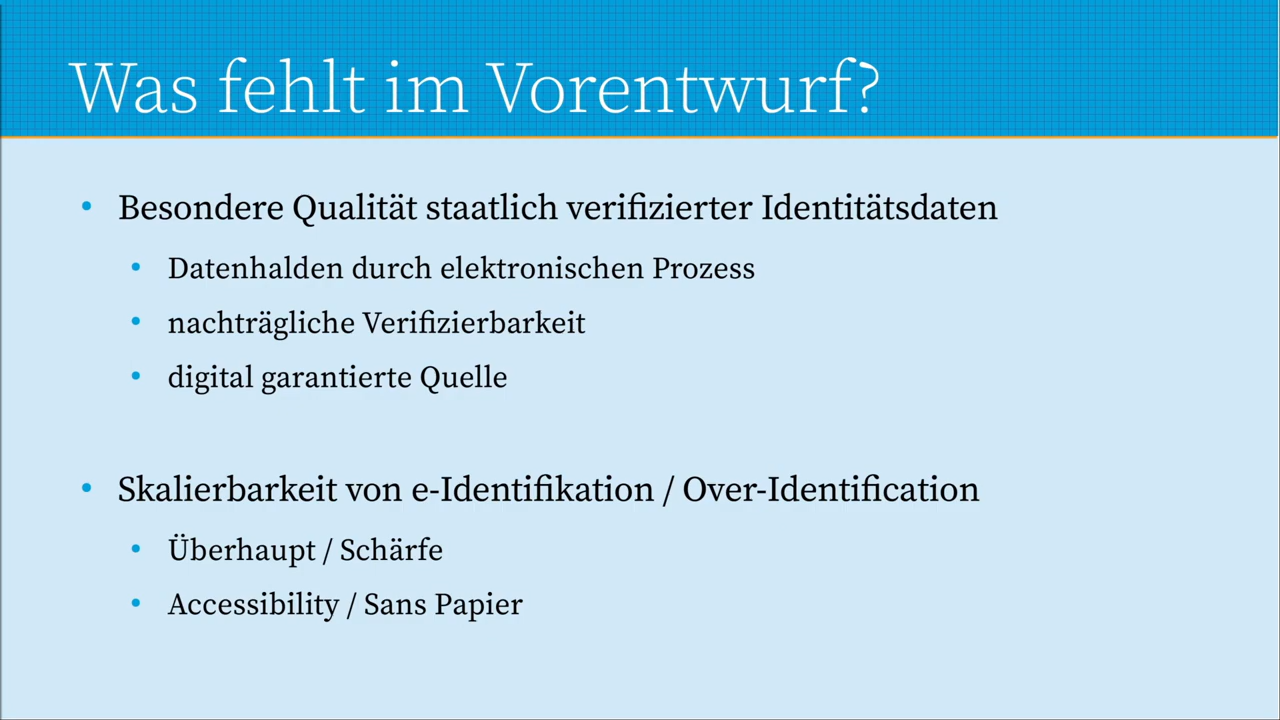 Was fehlt im Vorentwurf?
• Besondere Qualität staatlich verifizierter Identitätsdaten
• Datenhalden durch elektronischen Prozess
• nachträgliche Verifizierbarkeit
• digital garantierte Quelle
• Skalierbarkeit von e-Identifikation / Over-Identification
• Überhaupt / Schärfe
• Accessibility / Sans Papier